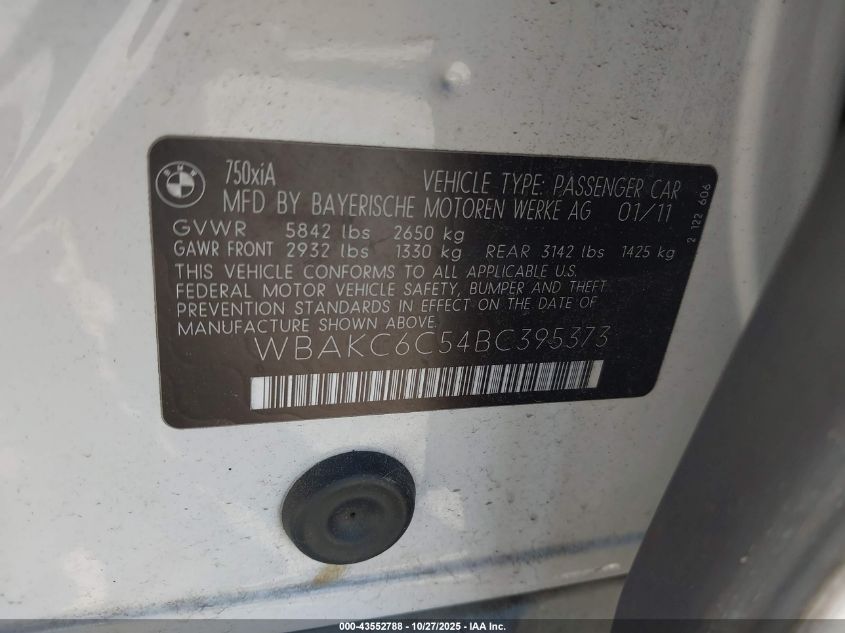 BMW
750xiA
VEHICLE TYPE: PASSENGER CAR
MFD BY BAYERISCHE MOTOREN WERKE AG 01/11
GVWR 5842 lbs 2650 kg
GAWR FRONT 2932 lbs 1330 kg REAR 3142 lbs 1425 kg
THIS VEHICLE CONFORMS TO ALL APPLICABLE U.S.
FEDERAL MOTOR VEHICLE SAFETY, BUMPER AND THEFT
PREVENTION STANDARDS IN EFFECT ON THE DATE OF
MANUFACTURE SHOWN ABOVE.
WBAKC6C54BC395373
2 122 606
000-43552788 - 10/27/2025 - IAA Inc.